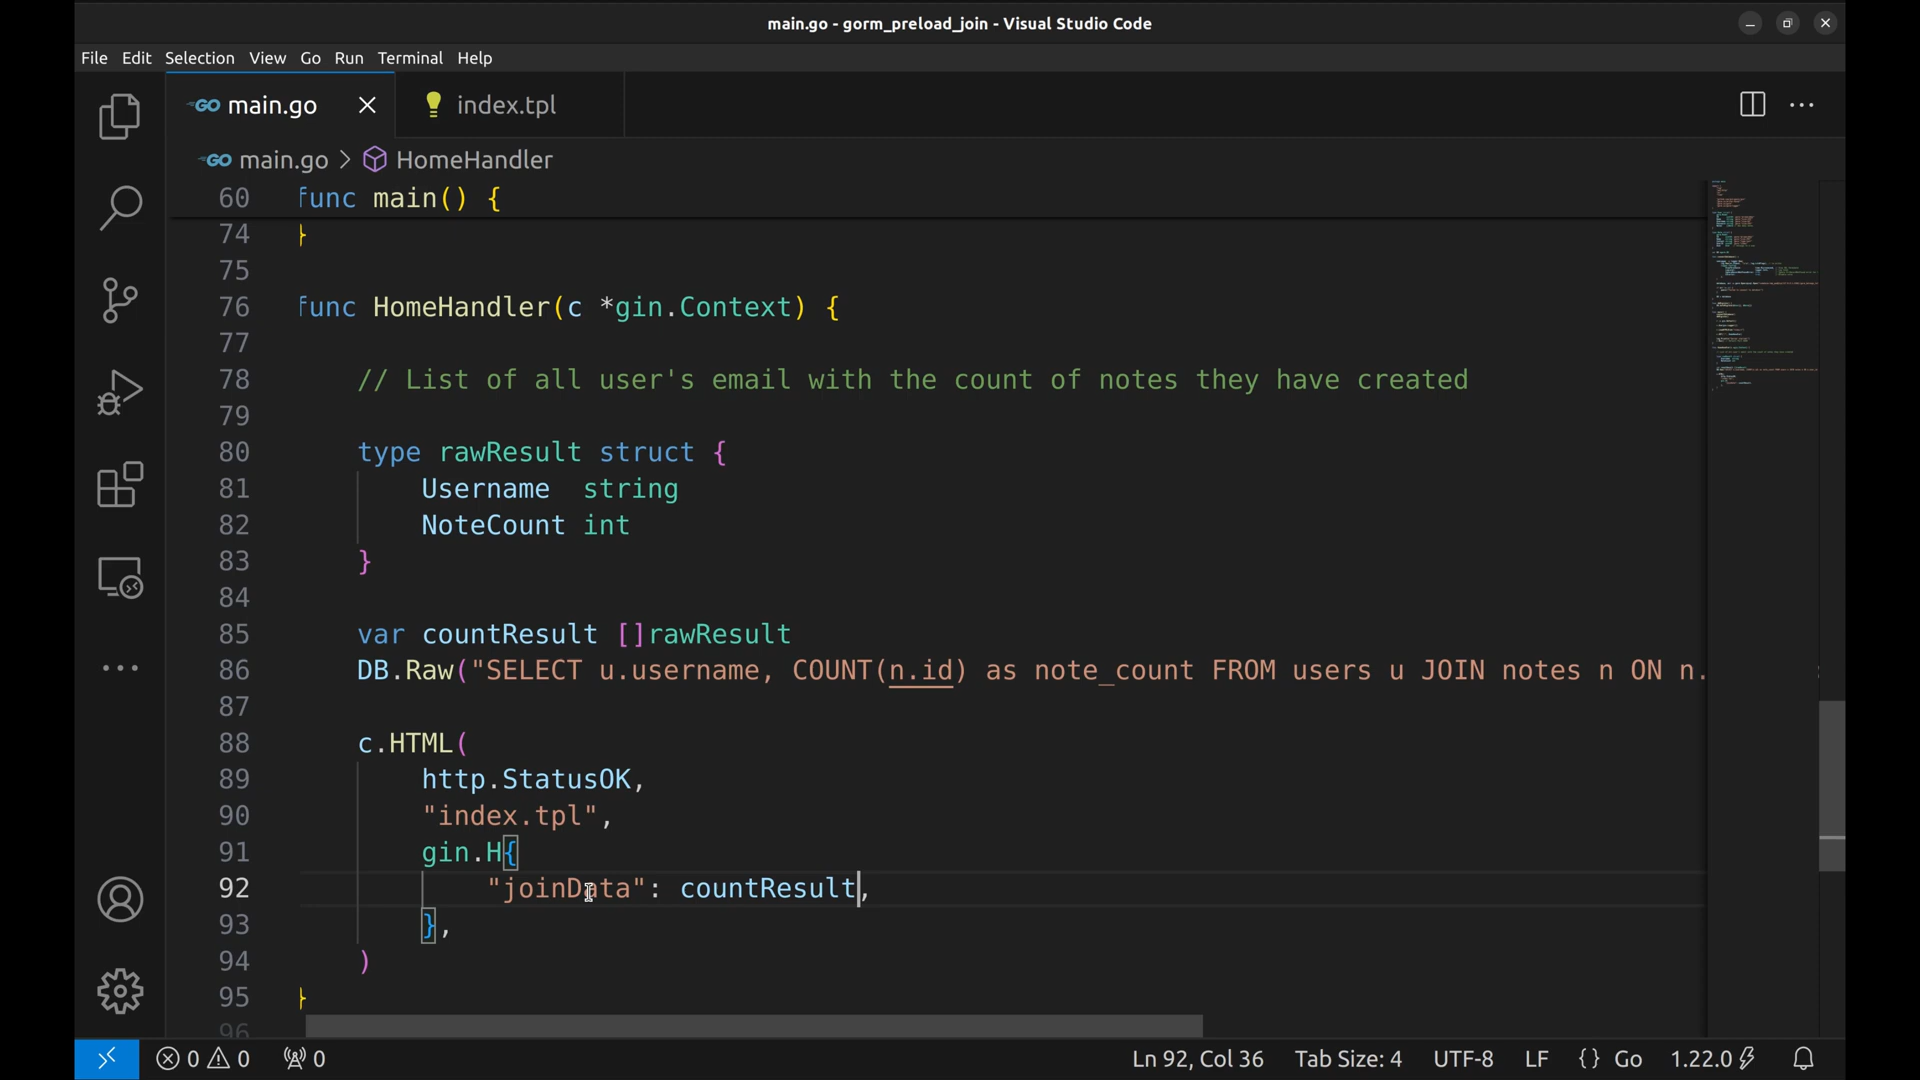 main.go - gorm_preload_join - Visual Studio Code
File Edit Selection View Go Run Terminal Help
GO main.go index.tpl
GO main.go > HomeHandler
60 func main() {
74 }
75
76 func HomeHandler(c *gin.Context) {
77
78 // List of all user's email with the count of notes they have created
79
80 type rawResult struct {
81 Username string
82 NoteCount int
83 }
84
85 var countResult []rawResult
86 DB.Raw("SELECT u.username, COUNT(n.id) as note_count FROM users u JOIN notes n ON n.
87
88 c.HTML(
89 http.StatusOK,
90 "index.tpl",
91 gin.H{
92 "joinData": countResult,
93 },
94 )
95 }
96
0 0 0 Ln 92, Col 36 Tab Size: 4 UTF-8 LF {} Go 1.22.0